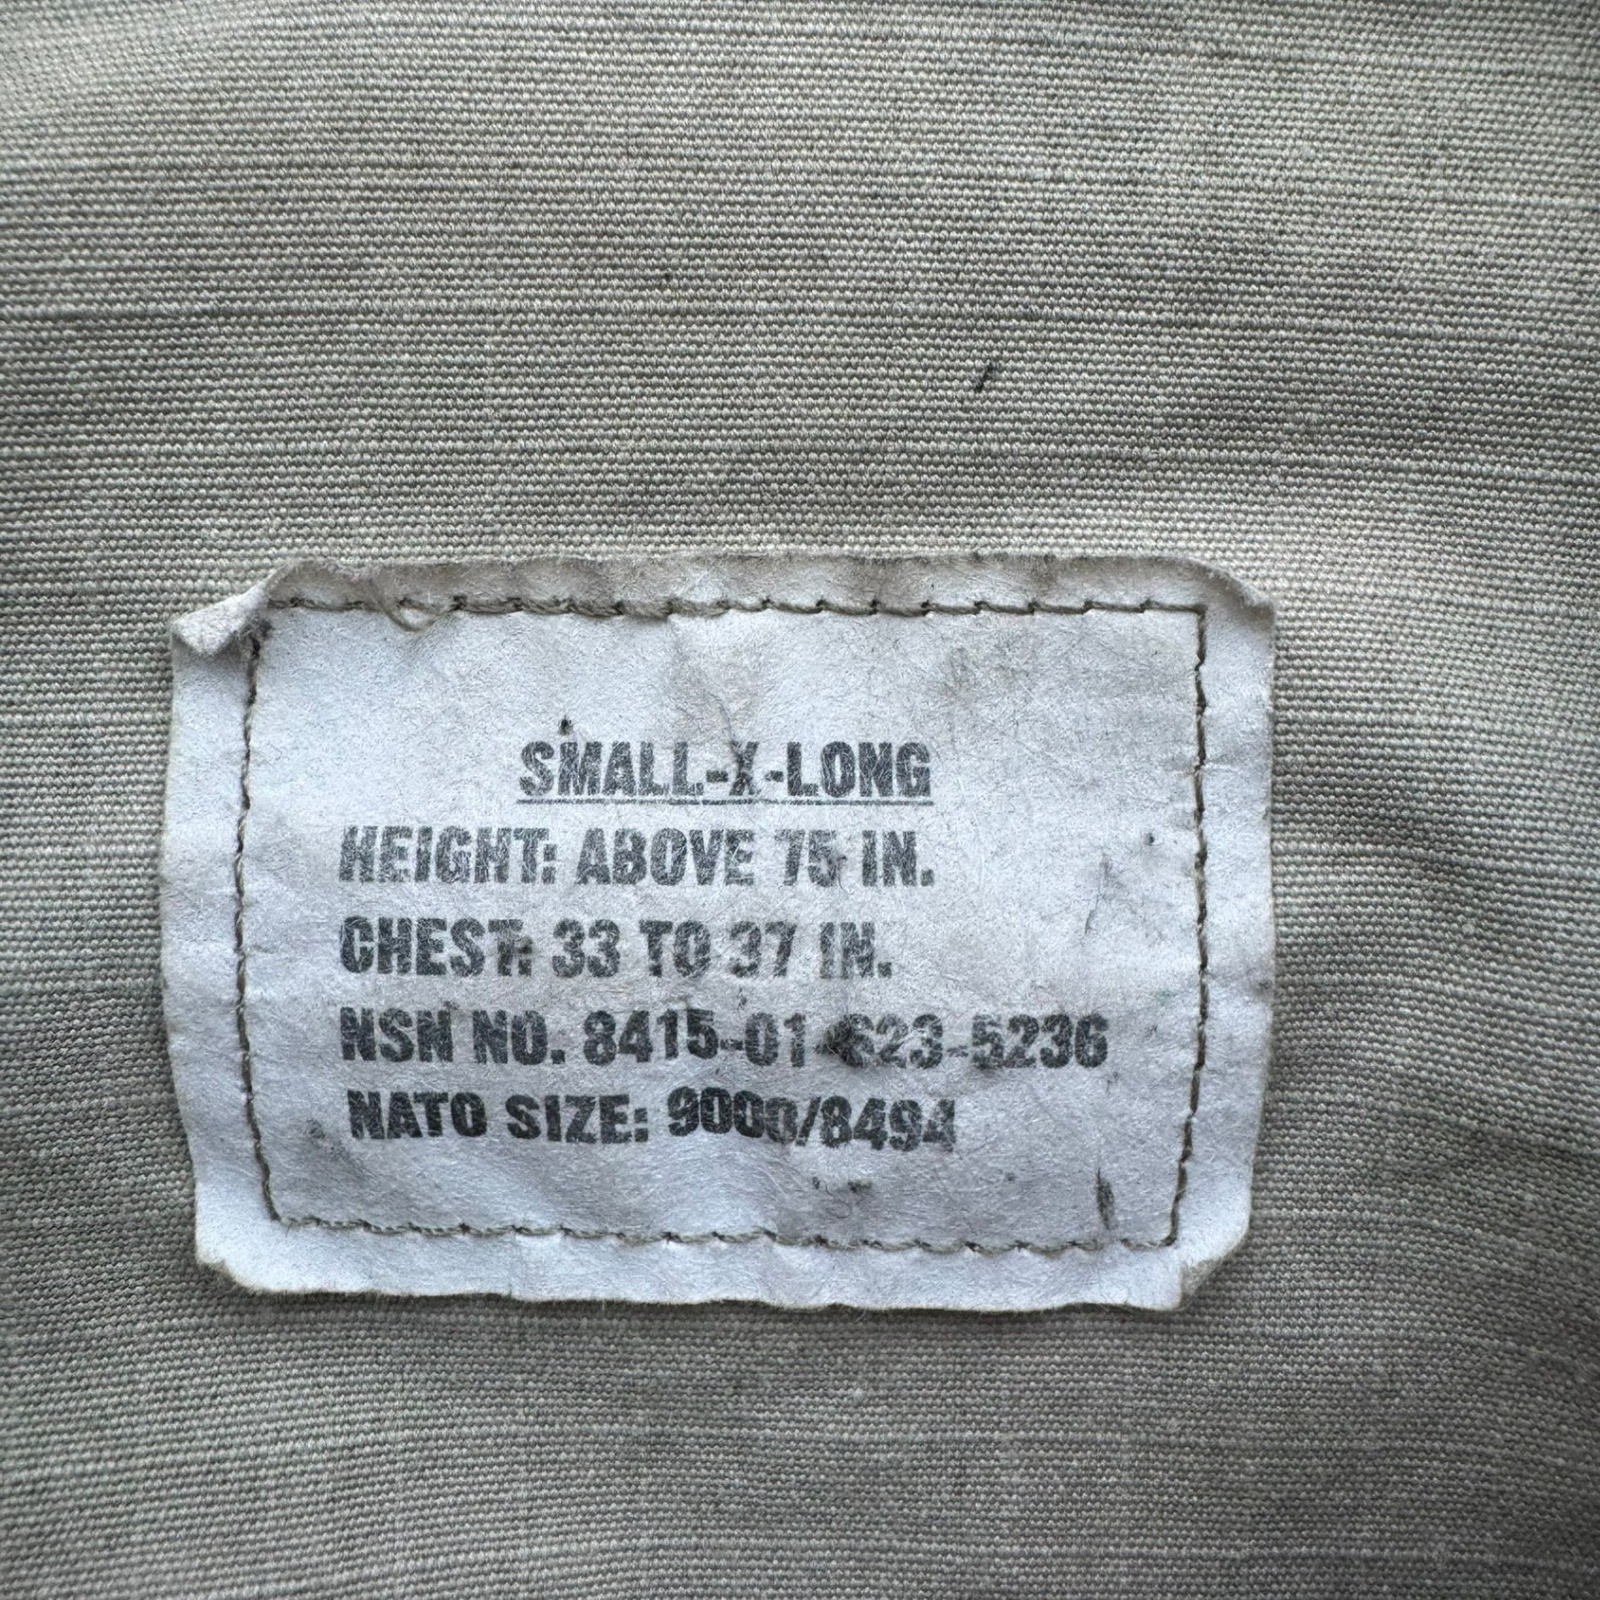 SMALL-X-LONG
HEIGHT: ABOVE 75 IN.
CHEST: 33 TO 37 IN.
NSN NO. 8415-01-623-5236
NATO SIZE: 9000/8494